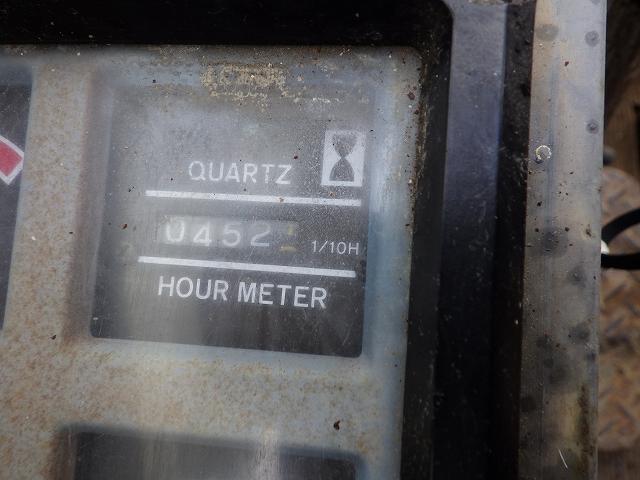 QUARTZ
0452
1/10H
HOUR METER